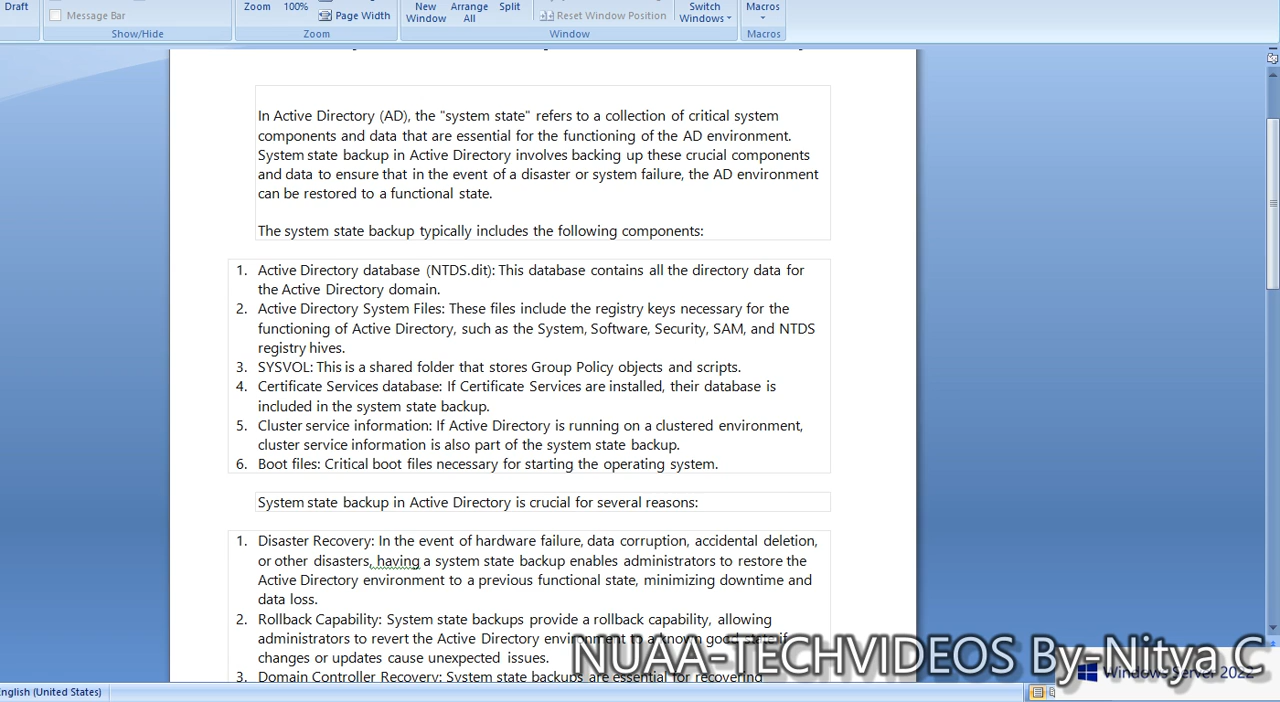 Draft
Message Bar
Show/Hide
Zoom
100%
Page Width
Zoom
New Window
Arrange All
Split
Reset Window Position
Window
Switch Windows
Macros
Macros
In Active Directory (AD), the "system state" refers to a collection of critical system
components and data that are essential for the functioning of the AD environment.
System state backup in Active Directory involves backing up these crucial components
and data to ensure that in the event of a disaster or system failure, the AD environment
can be restored to a functional state.
The system state backup typically includes the following components:
1. Active Directory database (NTDS.dit): This database contains all the directory data for
the Active Directory domain.
2. Active Directory System Files: These files include the registry keys necessary for the
functioning of Active Directory, such as the System, Software, Security, SAM, and NTDS
registry hives.
3. SYSVOL: This is a shared folder that stores Group Policy objects and scripts.
4. Certificate Services database: If Certificate Services are installed, their database is
included in the system state backup.
5. Cluster service information: If Active Directory is running on a clustered environment,
cluster service information is also part of the system state backup.
6. Boot files: Critical boot files necessary for starting the operating system.
System state backup in Active Directory is crucial for several reasons:
1. Disaster Recovery: In the event of hardware failure, data corruption, accidental deletion,
or other disasters, having a system state backup enables administrators to restore the
Active Directory environment to a previous functional state, minimizing downtime and
data loss.
2. Rollback Capability: System state backups provide a rollback capability, allowing
administrators to revert the Active Directory environment to a known good state if
changes or updates cause unexpected issues.
3. Domain Controller Recovery: System state backups are essential for recovering
NUAA-TECHVIDEOS By-Nitya C
Windows Server 2022
English (United States)